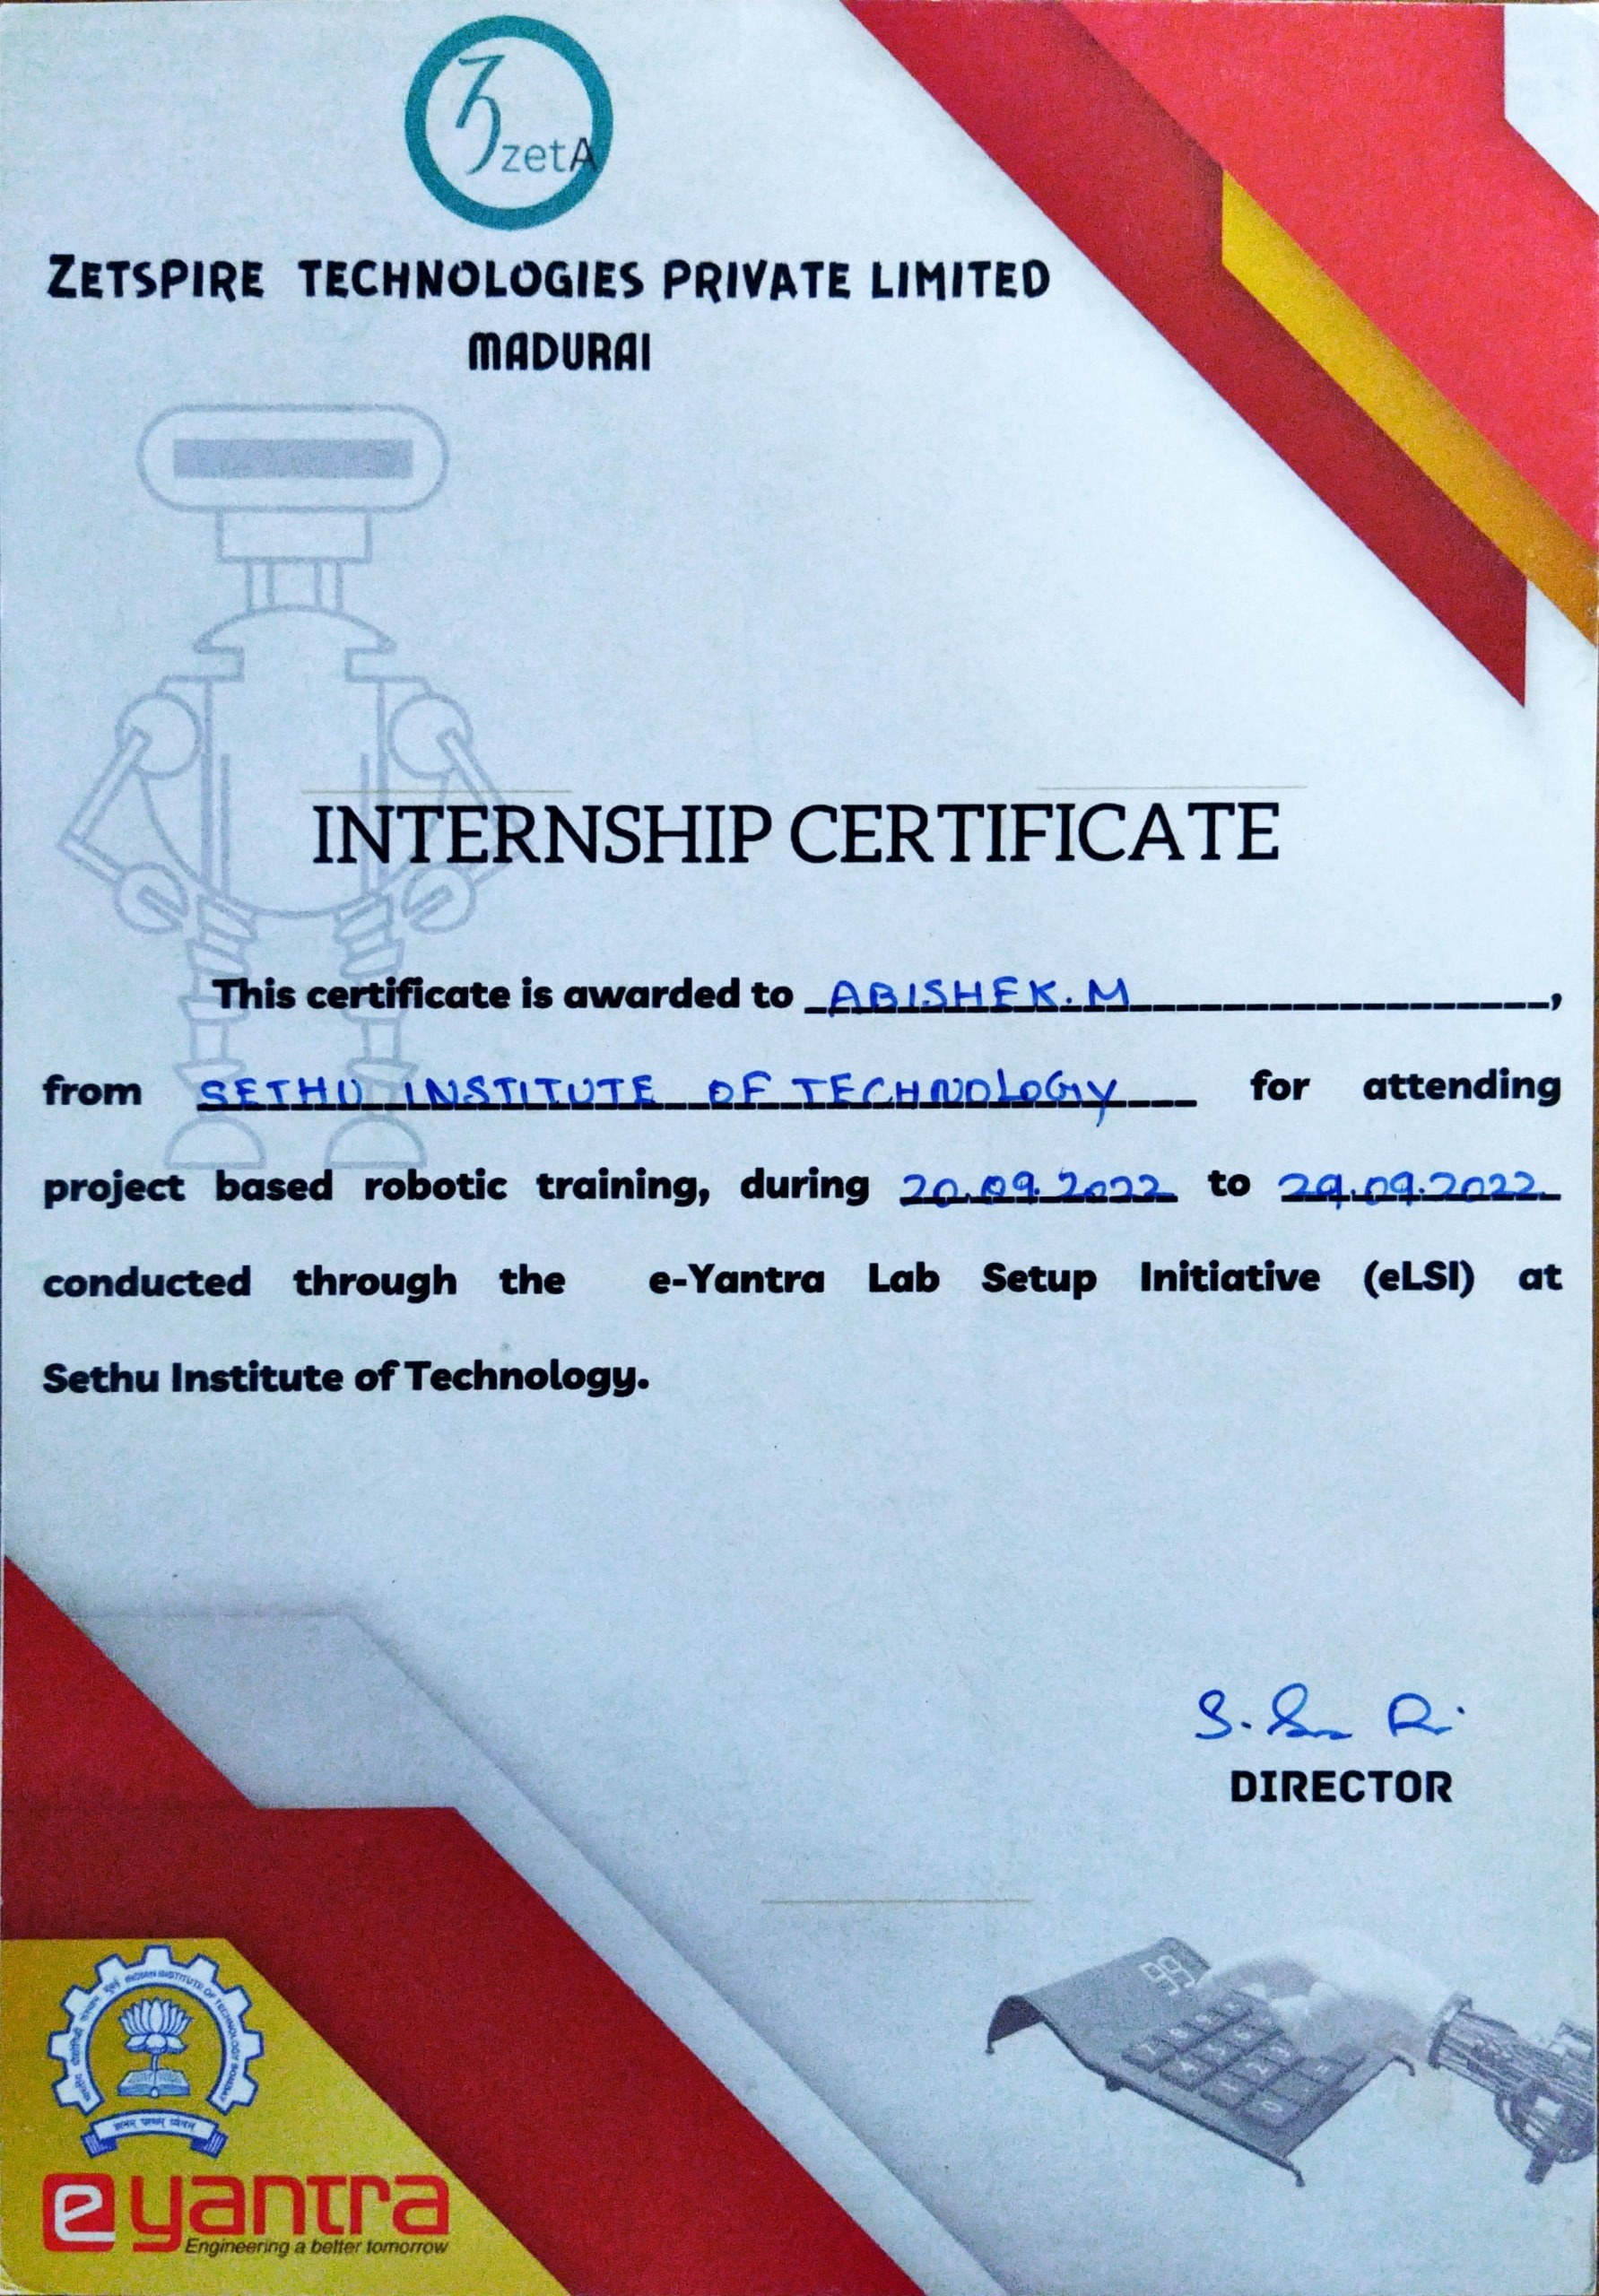 zetA
ZETSPIRE TECHNOLOGIES PRIVATE LIMITED
MADURAI
INTERNSHIP CERTIFICATE
This certificate is awarded to ABISHEK.M,
from SETHU INSTITUTE OF TECHNOLOGY for attending
project based robotic training, during 20.09.2022 to 29.09.2022
conducted through the e-Yantra Lab Setup Initiative (eLSI) at
Sethu Institute of Technology.
DIRECTOR
INDIAN INSTITUTE OF TECHNOLOGY BOMBAY
e yantra
Engineering a better tomorrow